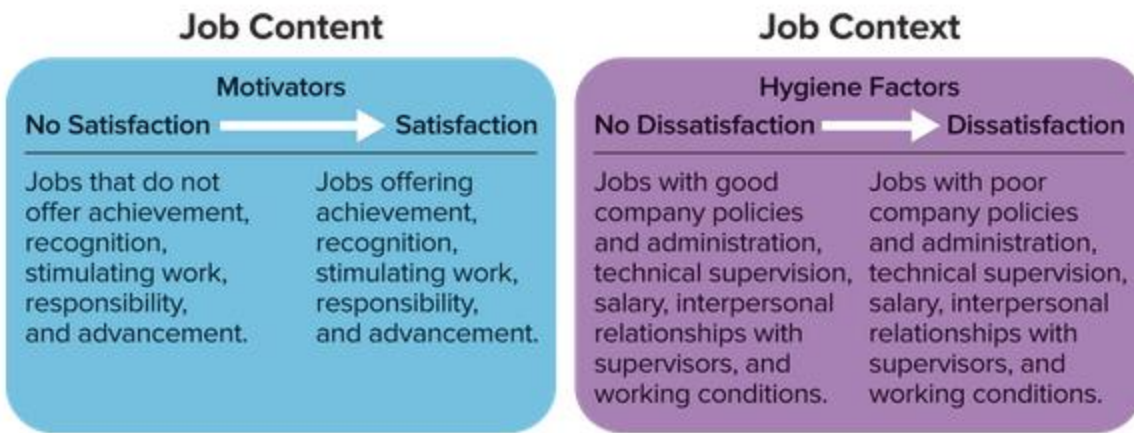 Job Content
Motivators
No Satisfaction Satisfaction
Jobs that do not
offer achievement,
recognition,
stimulating work,
responsibility,
and advancement.
Jobs offering
achievement,
recognition,
stimulating work,
responsibility,
and advancement.
Job Context
Hygiene Factors
No Dissatisfaction Dissatisfaction
Jobs with good
company policies
and administration,
technical supervision,
salary, interpersonal
relationships with
supervisors, and
working conditions.
Jobs with poor
company policies
and administration,
technical supervision,
salary, interpersonal
relationships with
supervisors, and
working conditions.